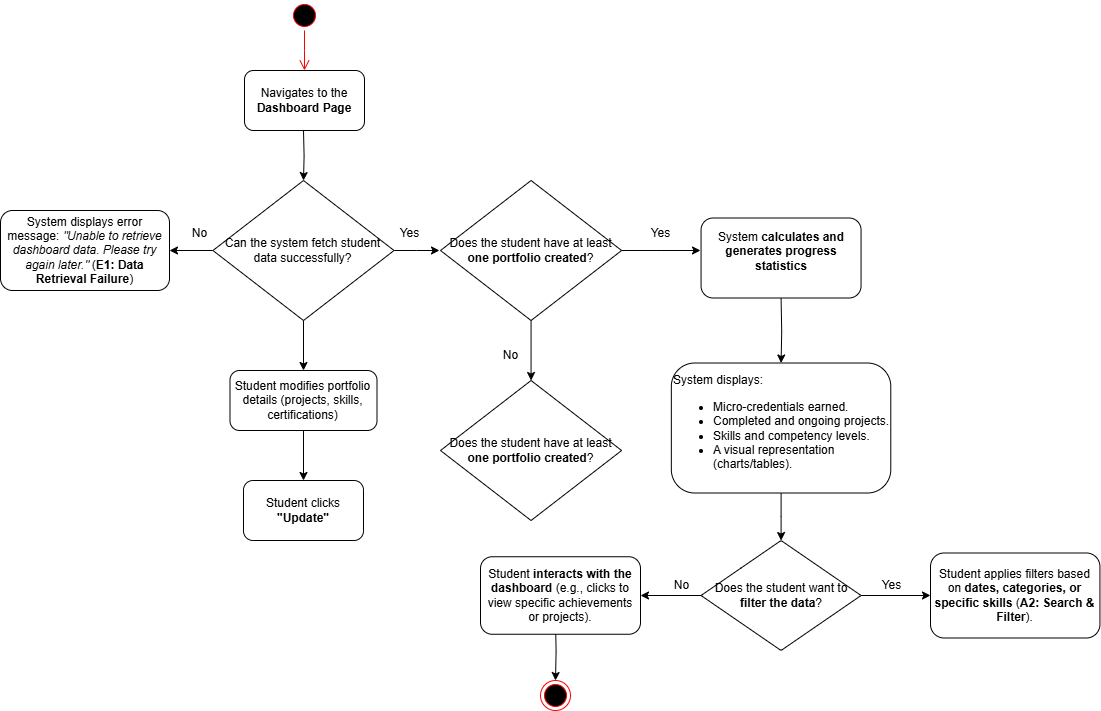 Navigates to the
Dashboard Page
System displays error
message: "Unable to retrieve
dashboard data. Please try
again later." (E1: Data
Retrieval Failure)
No
Can the system fetch student
data successfully?
Yes
Does the student have at least
one portfolio created?
Yes
System calculates and
generates progress
statistics
No
Student modifies portfolio
details (projects, skills,
certifications)
Does the student have at least
one portfolio created?
System displays:
• Micro-credentials earned.
• Completed and ongoing projects.
• Skills and competency levels.
• A visual representation
(charts/tables).
Student clicks
"Update"
Student interacts with the
dashboard (e.g., clicks to
view specific achievements
or projects).
No
Does the student want to
filter the data?
Yes
Student applies filters based
on dates, categories, or
specific skills (A2: Search &
Filter).